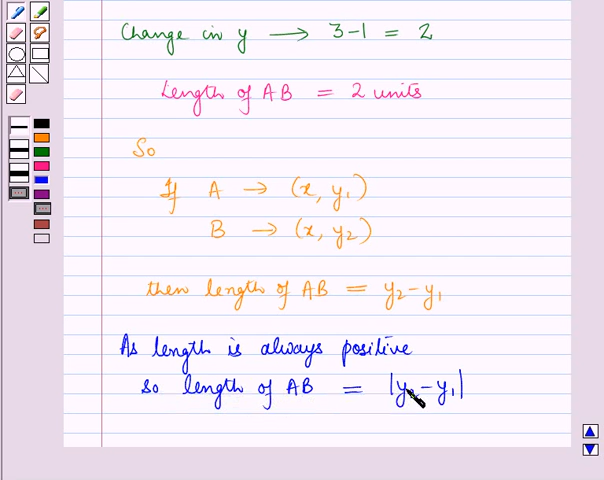 Change in y → 3-1 = 2
Length of AB = 2 units
So
If A → (x, y₁)
B → (x, y₂)
then length of AB = y₂-y₁
As length is always positive
so length of AB = |y₂-y₁|